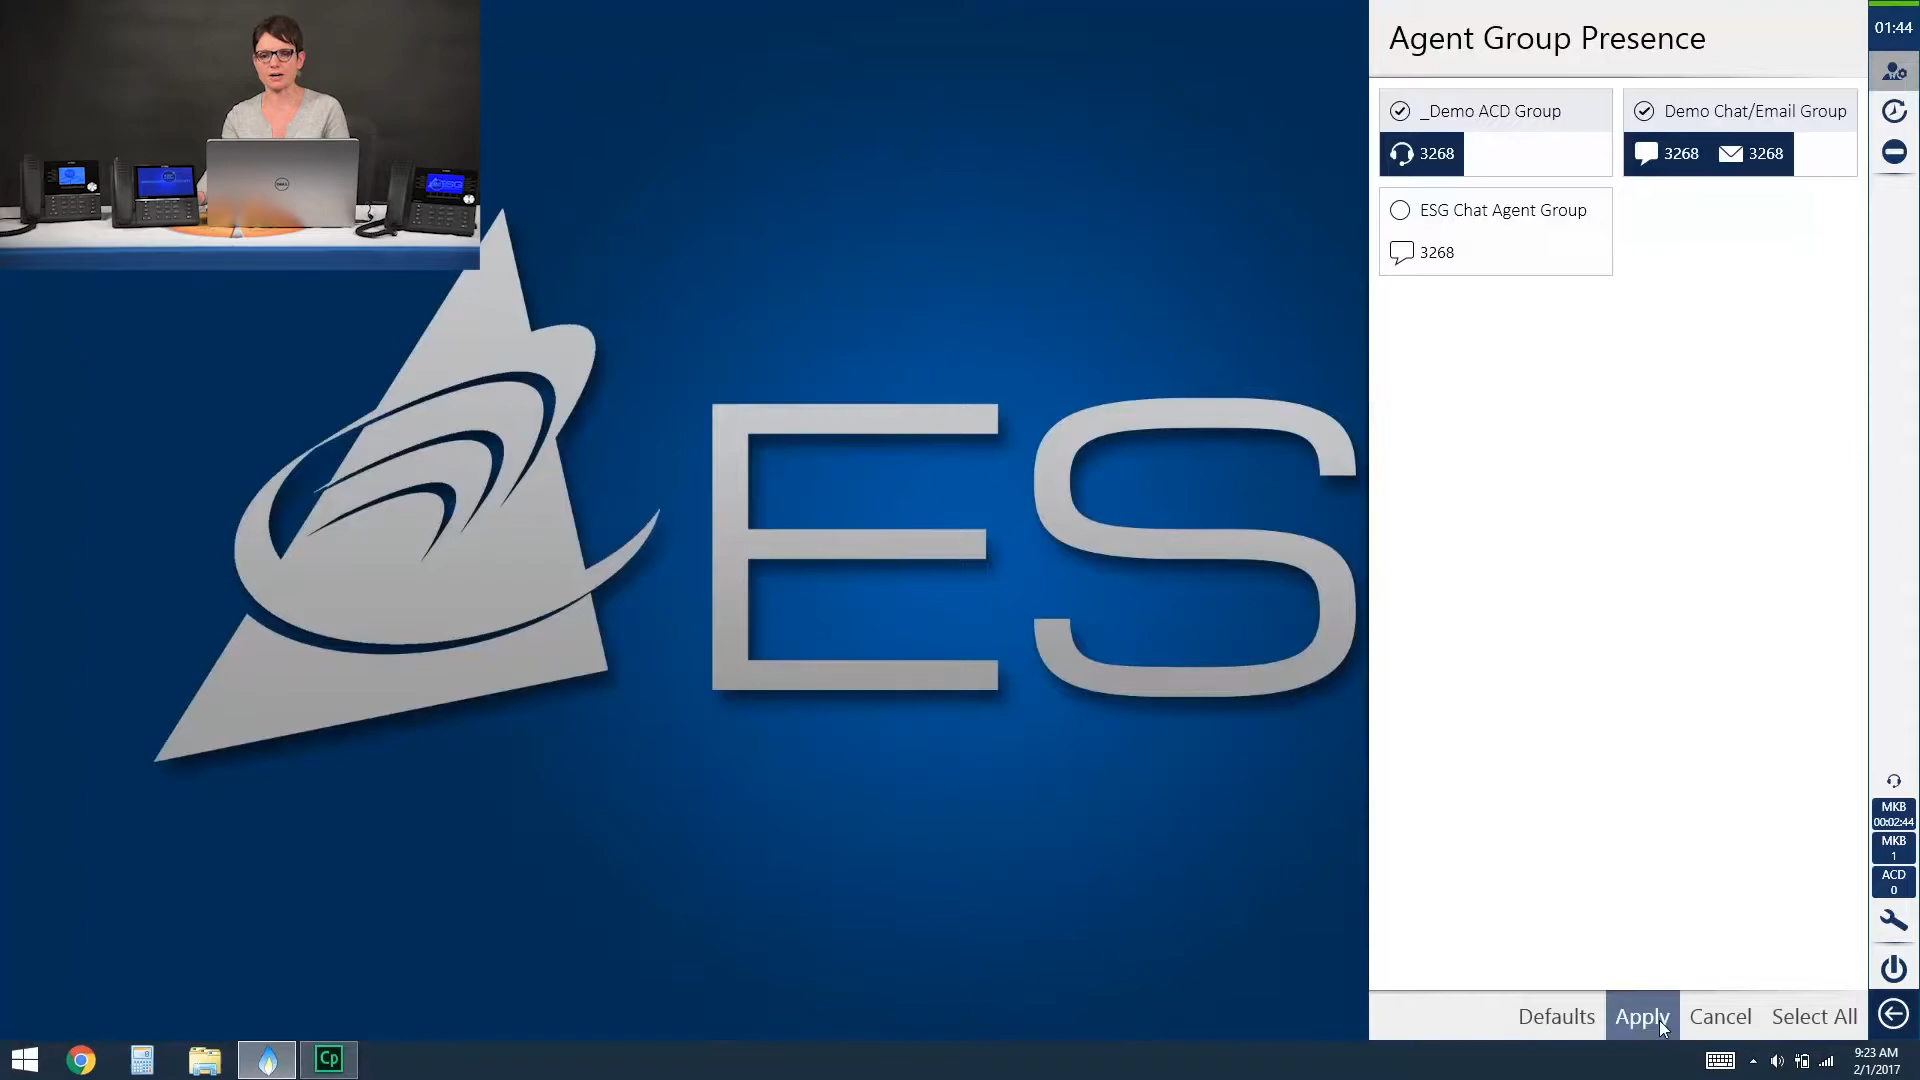 Agent Group Presence
_Demo ACD Group
3268
Demo Chat/Email Group
3268 3268
ESG Chat Agent Group
3268
ES
01:44
MKB
00:02:44
MKB
1
ACD
0
Defaults Apply Cancel Select All
Cp
9:23 AM
2/1/2017